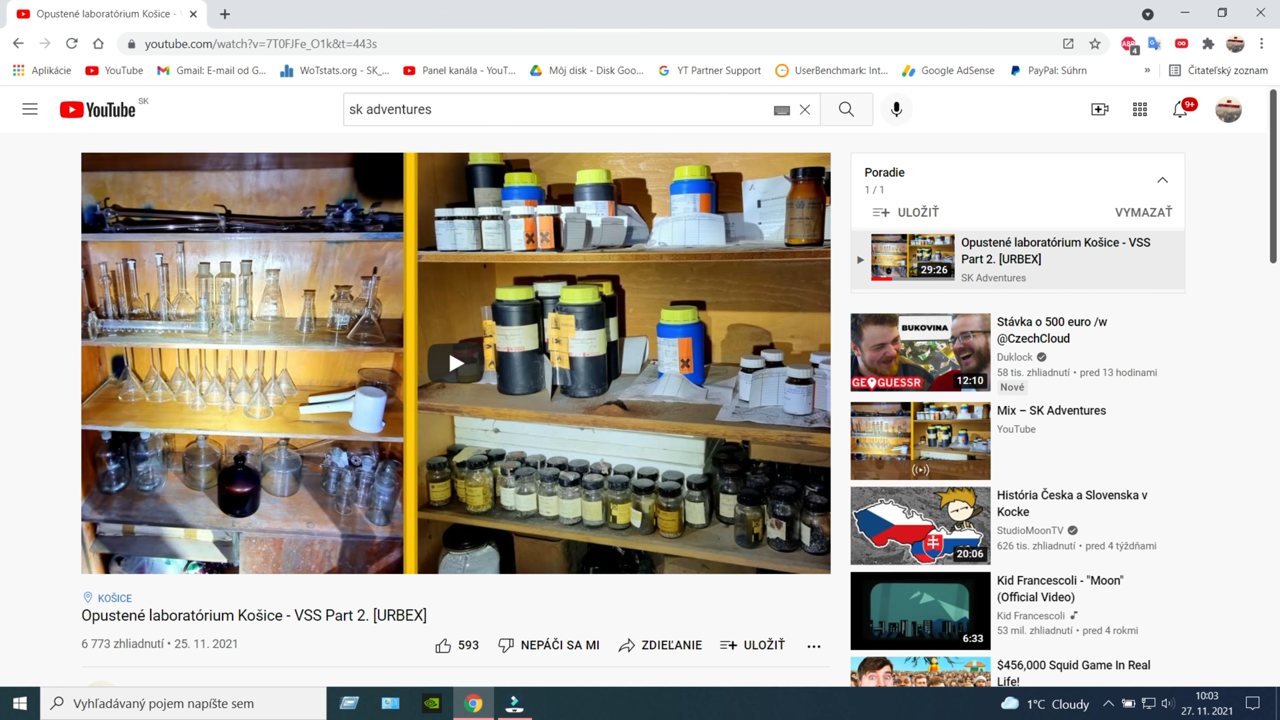 Opustené laboratórium Košice -
youtube.com/watch?v=7T0FJFe_O1k&t=443s
ABP
4
Aplikácie
YouTube
Gmail: E-mail od G...
WoTstats.org - SK_...
Panel kanála - YouT...
Môj disk - Disk Goo...
YT Partner Support
UserBenchmark: Int...
Google AdSense
PayPal: Súhrn
»
Čitateľský zoznam
YouTube SK
sk adventures
9+
Poradie
1 / 1
ULOŽIŤ
VYMAZAŤ
29:26
Opustené laboratórium Košice - VSS
Part 2. [URBEX]
SK Adventures
BUKOVINA
GEOGUESSR
12:10
Stávka o 500 euro /w
@CzechCloud
Duklock
58 tis. zhliadnutí • pred 13 hodinami
Nové
Mix – SK Adventures
YouTube
20:06
História Česka a Slovenska v
Kocke
StudioMoonTV
626 tis. zhliadnutí • pred 4 týždňami
6:33
Kid Francescoli - "Moon"
(Official Video)
Kid Francescoli
53 mil. zhliadnutí • pred 4 rokmi
$456,000 Squid Game In Real
Life!
KOŠICE
Opustené laboratórium Košice - VSS Part 2. [URBEX]
6 773 zhliadnutí • 25. 11. 2021
593
NEPÁČI SA MI
ZDIEĽANIE
ULOŽIŤ
Vyhľadávaný pojem napíšte sem
1°C Cloudy
10:03
27. 11. 2021